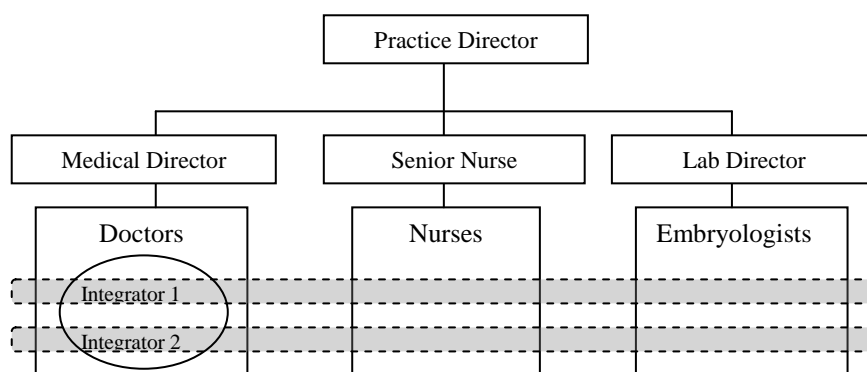 Practice Director
Medical Director
Senior Nurse
Lab Director
Doctors
Nurses
Embryologists
Integrator 1
Integrator 2